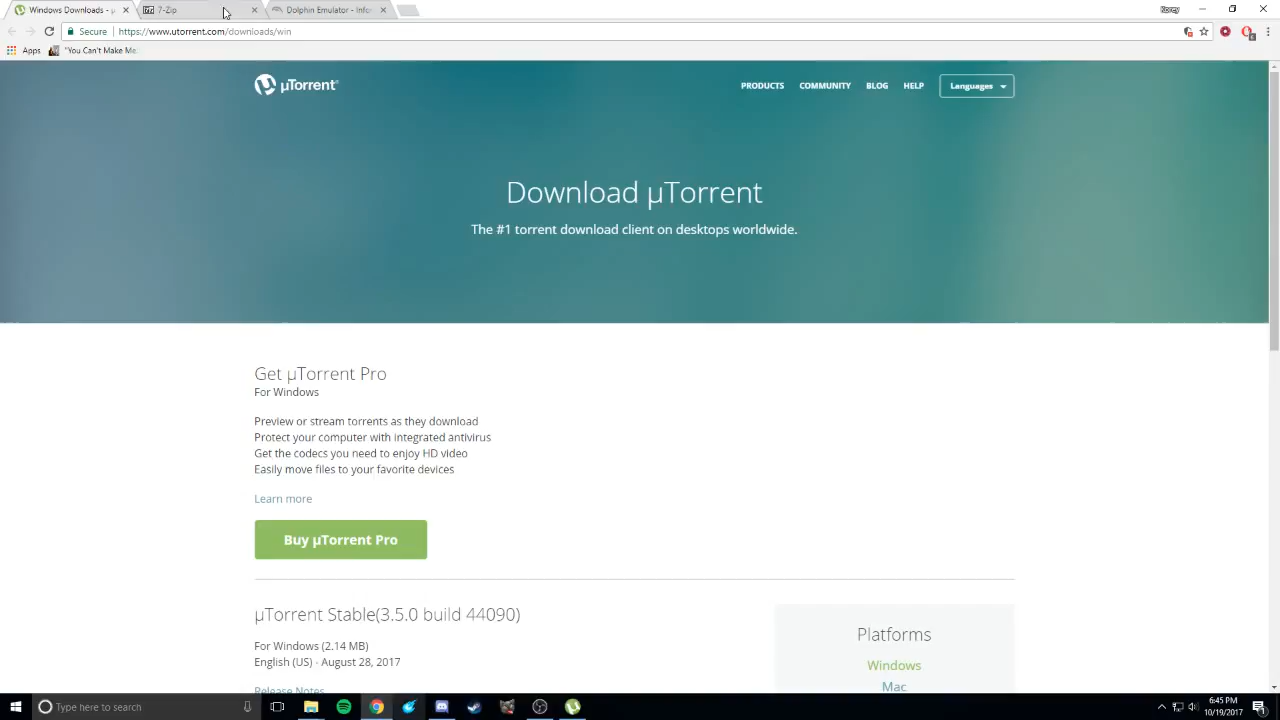 Windows Downloads - µ
7-Zip
Dolphin Emulator - Info
Korey
Secure
https://www.utorrent.com/downloads/win
Apps
"You Can't Make Me
µTorrent
PRODUCTS
COMMUNITY
BLOG
HELP
Languages
Download µTorrent
The #1 torrent download client on desktops worldwide.
Get µTorrent Pro
For Windows
Preview or stream torrents as they download
Protect your computer with integrated antivirus
Get the codecs you need to enjoy HD video
Easily move files to your favorite devices
Learn more
Buy µTorrent Pro
µTorrent Stable(3.5.0 build 44090)
For Windows (2.14 MB)
English (US) - August 28, 2017
Release Notes
Platforms
Windows
Mac
Type here to search
6:45 PM
10/19/2017